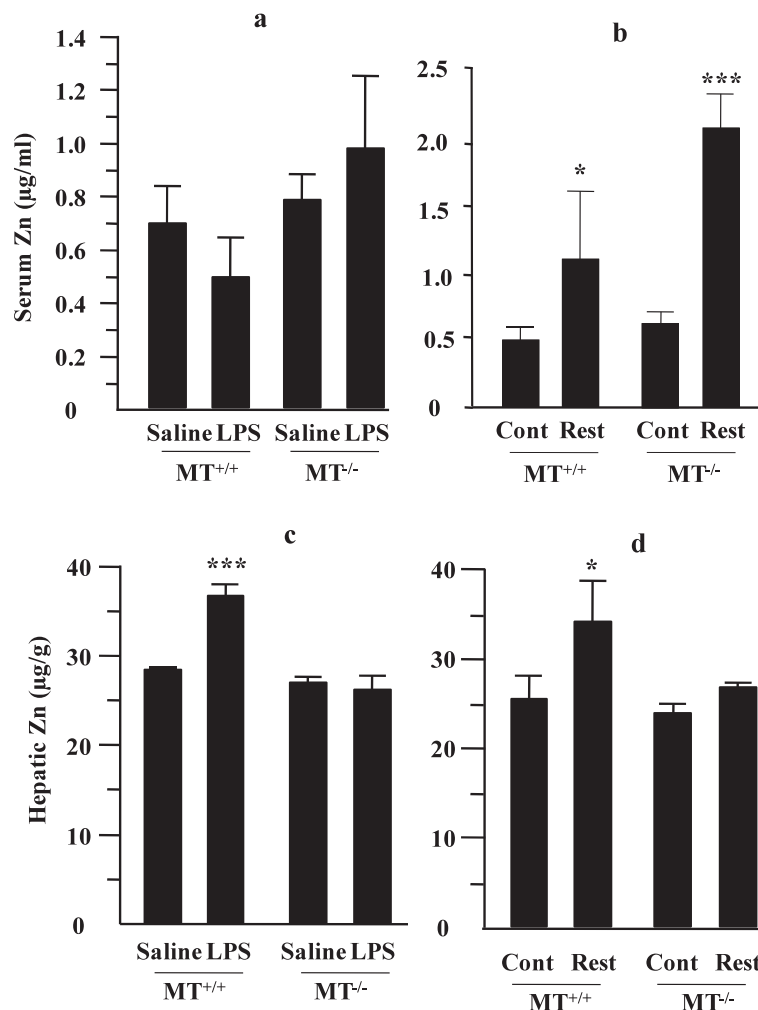 a
b
Serum Zn (µg/ml)
1.4
1.2
1.0
0.8
0.6
0.4
0.2
0
Saline LPS Saline LPS
MT+/+ MT-/-
2.5
2.0
1.5
1.0
0.5
0
*
***
Cont Rest Cont Rest
MT+/+ MT-/-
c
d
Hepatic Zn (µg/g)
40
30
20
10
0
***
Saline LPS Saline LPS
MT+/+ MT-/-
40
30
20
10
0
*
Cont Rest Cont Rest
MT+/+ MT-/-